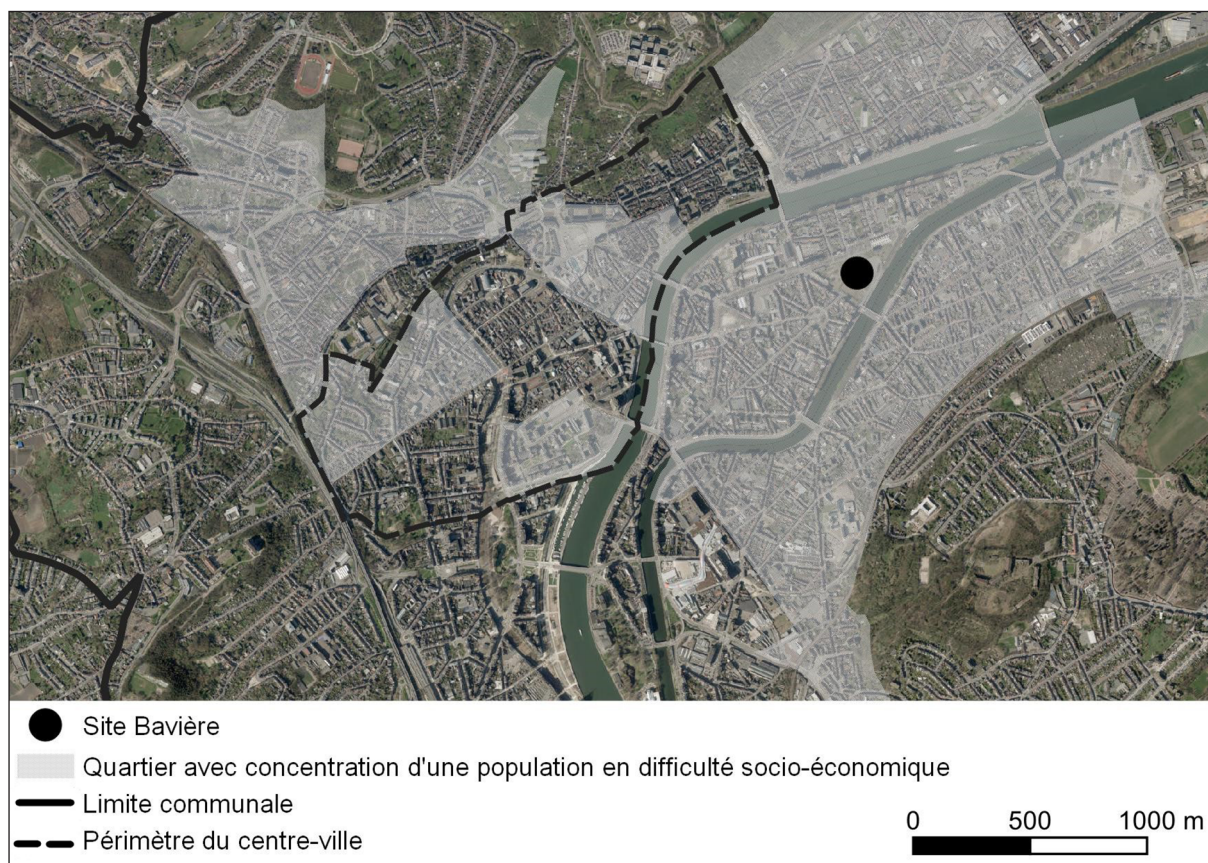 Site Bavière
Quartier avec concentration d'une population en difficulté socio-économique
Limite communale
Périmètre du centre-ville
0 500 1000 m